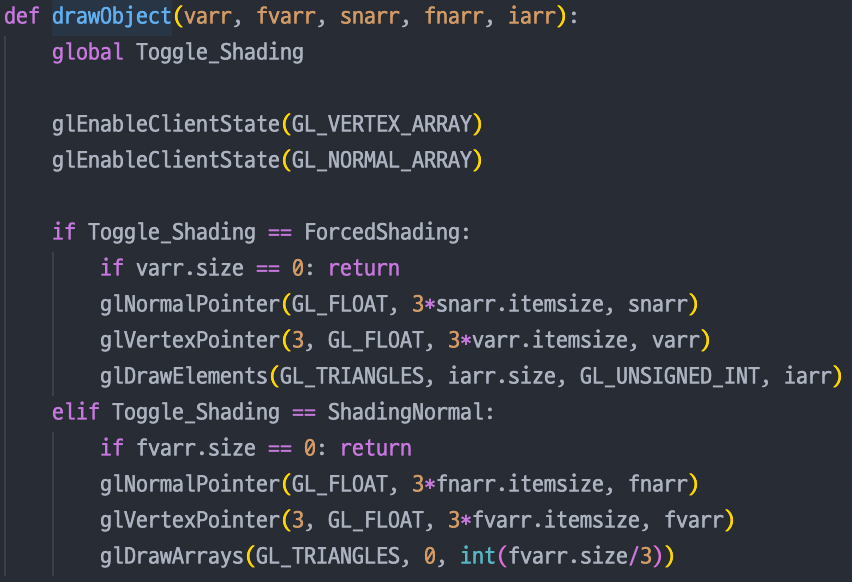 def drawObject(varr, fvarr, snarr, fnarr, iarr):
    global Toggle_Shading

    glEnableClientState(GL_VERTEX_ARRAY)
    glEnableClientState(GL_NORMAL_ARRAY)

    if Toggle_Shading == ForcedShading:
        if varr.size == 0: return
        glNormalPointer(GL_FLOAT, 3*snarr.itemsize, snarr)
        glVertexPointer(3, GL_FLOAT, 3*varr.itemsize, varr)
        glDrawElements(GL_TRIANGLES, iarr.size, GL_UNSIGNED_INT, iarr)
    elif Toggle_Shading == ShadingNormal:
        if fvarr.size == 0: return
        glNormalPointer(GL_FLOAT, 3*fnarr.itemsize, fnarr)
        glVertexPointer(3, GL_FLOAT, 3*fvarr.itemsize, fvarr)
        glDrawArrays(GL_TRIANGLES, 0, int(fvarr.size/3))